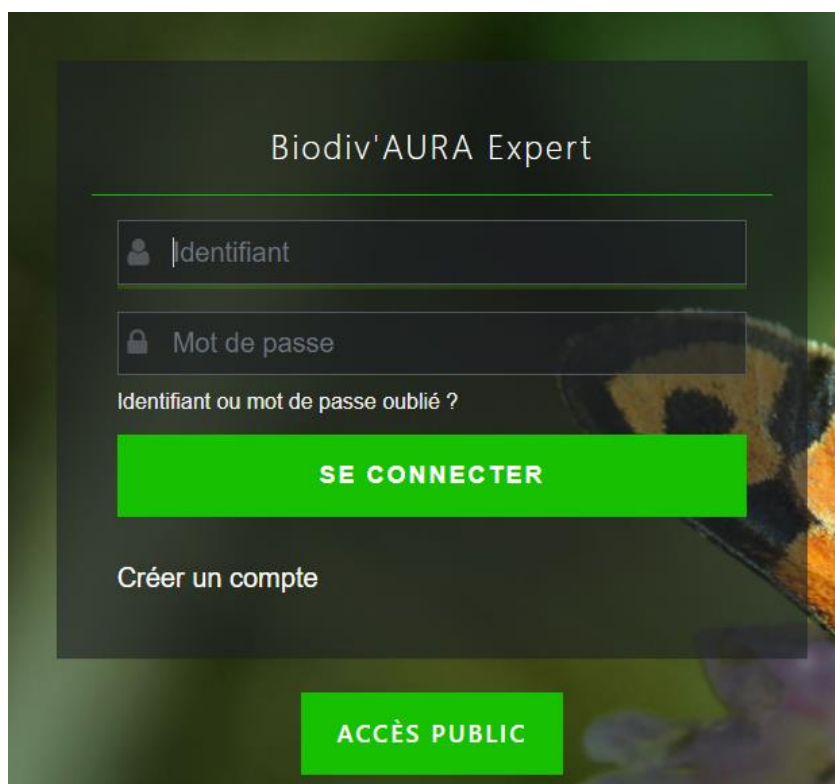 Biodiv'AURA Expert
Identifiant
Mot de passe
Identifiant ou mot de passe oublié ?
SE CONNECTER
Créer un compte
ACCÈS PUBLIC